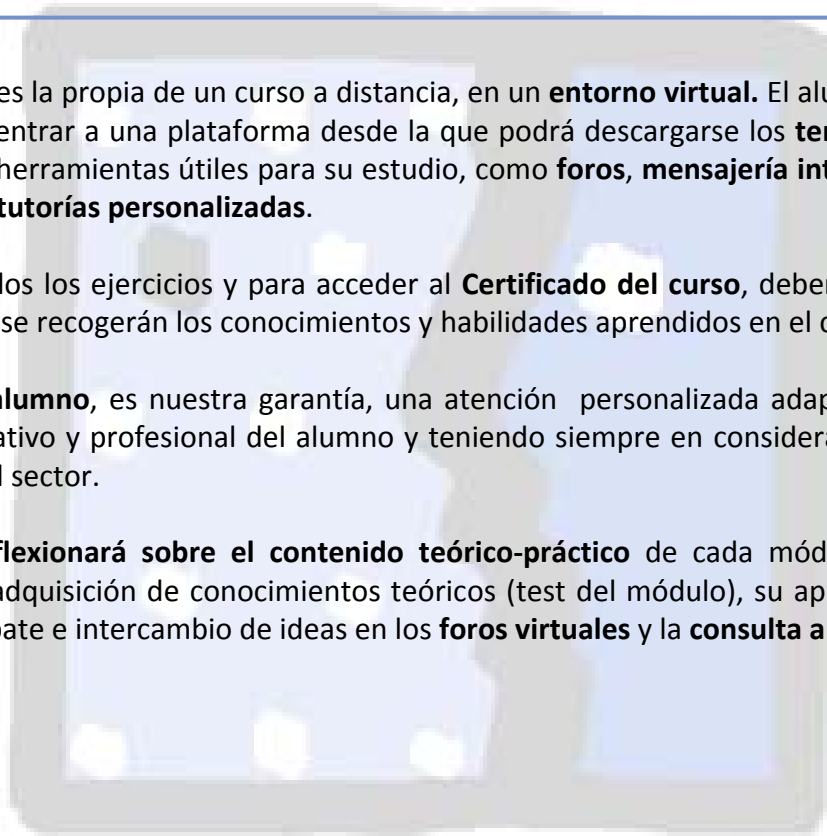 es la propia de un curso a distancia, en un entorno virtual. El alu
entrar a una plataforma desde la que podrá descargarse los ter
herramientas útiles para su estudio, como foros, mensajería int
tutorías personalizadas.
los los ejercicios y para acceder al Certificado del curso, deber
se recogerán los conocimientos y habilidades aprendidos en el c
alumno, es nuestra garantía, una atención personalizada adap
ativo y profesional del alumno y teniendo siempre en considera
l sector.
flexionará sobre el contenido teórico-práctico de cada mód
adquisición de conocimientos teóricos (test del módulo), su ap
bate e intercambio de ideas en los foros virtuales y la consulta a